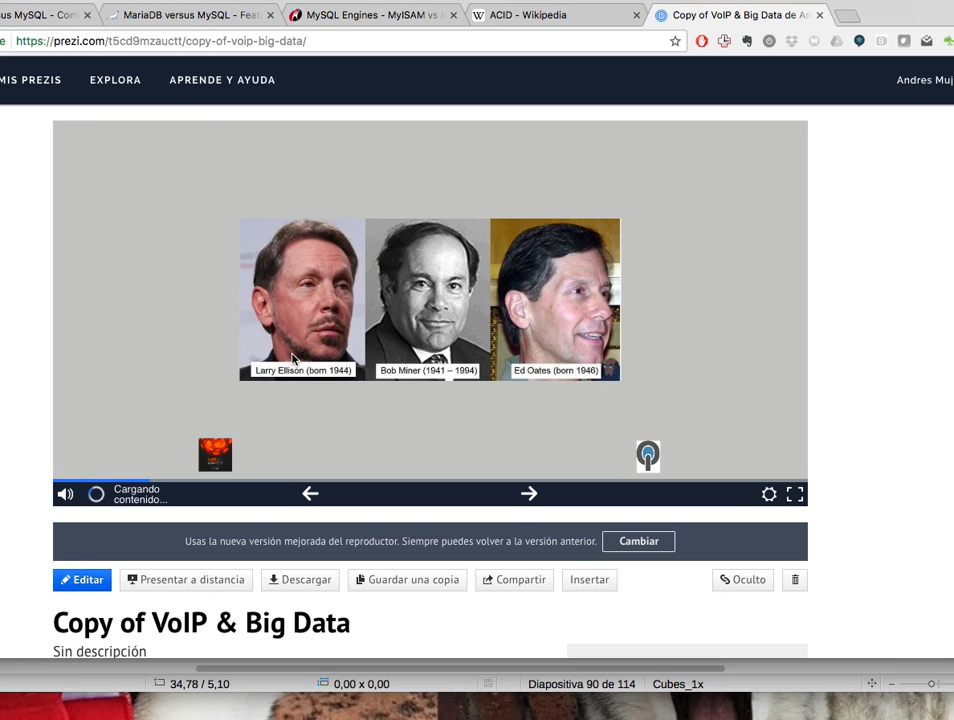 us MySQL - Com
MariaDB versus MySQL - Feat
MySQL Engines - MyISAM vs I
ACID - Wikipedia
Copy of VoIP & Big Data de An
https://prezi.com/t5cd9mzauctt/copy-of-voip-big-data/
MIS PREZIS EXPLORA APRENDE Y AYUDA Andres Muj
Larry Ellison (born 1944)
Bob Miner (1941 – 1994)
Ed Oates (born 1946)
Cargando
contenido...
Usas la nueva versión mejorada del reproductor. Siempre puedes volver a la versión anterior. Cambiar
Editar Presentar a distancia Descargar Guardar una copia Compartir Insertar Oculto
Copy of VoIP & Big Data
Sin descripción
34,78 / 5,10 0,00 x 0,00 Diapositiva 90 de 114 Cubes_1x